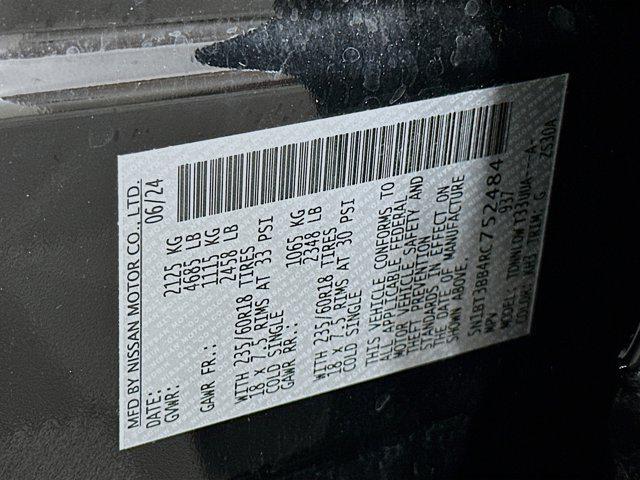 MFD BY NISSAN MOTOR CO., LTD.
DATE: 06/24
GVWR: 2125 KG
4685 LB
GAWR FR.: 1115 KG
2458 LB
WITH 235/60R18 TIRES
18 X 7.5 RIMS AT 33 PSI
COLD SINGLE
GAWR RR.: 1065 KG
2348 LB
WITH 235/60R18 TIRES
18 X 7.5 RIMS AT 30 PSI
COLD SINGLE
THIS VEHICLE CONFORMS TO
ALL APPLICABLE FEDERAL
MOTOR VEHICLE SAFETY AND
THEFT PREVENTION
STANDARDS IN EFFECT ON
THE DATE OF MANUFACTURE
SHOWN ABOVE.
5N1BT3BB4RC752484
MPV 937
MODEL: A-
COLOR: KH3 TRIM: G ZS10A